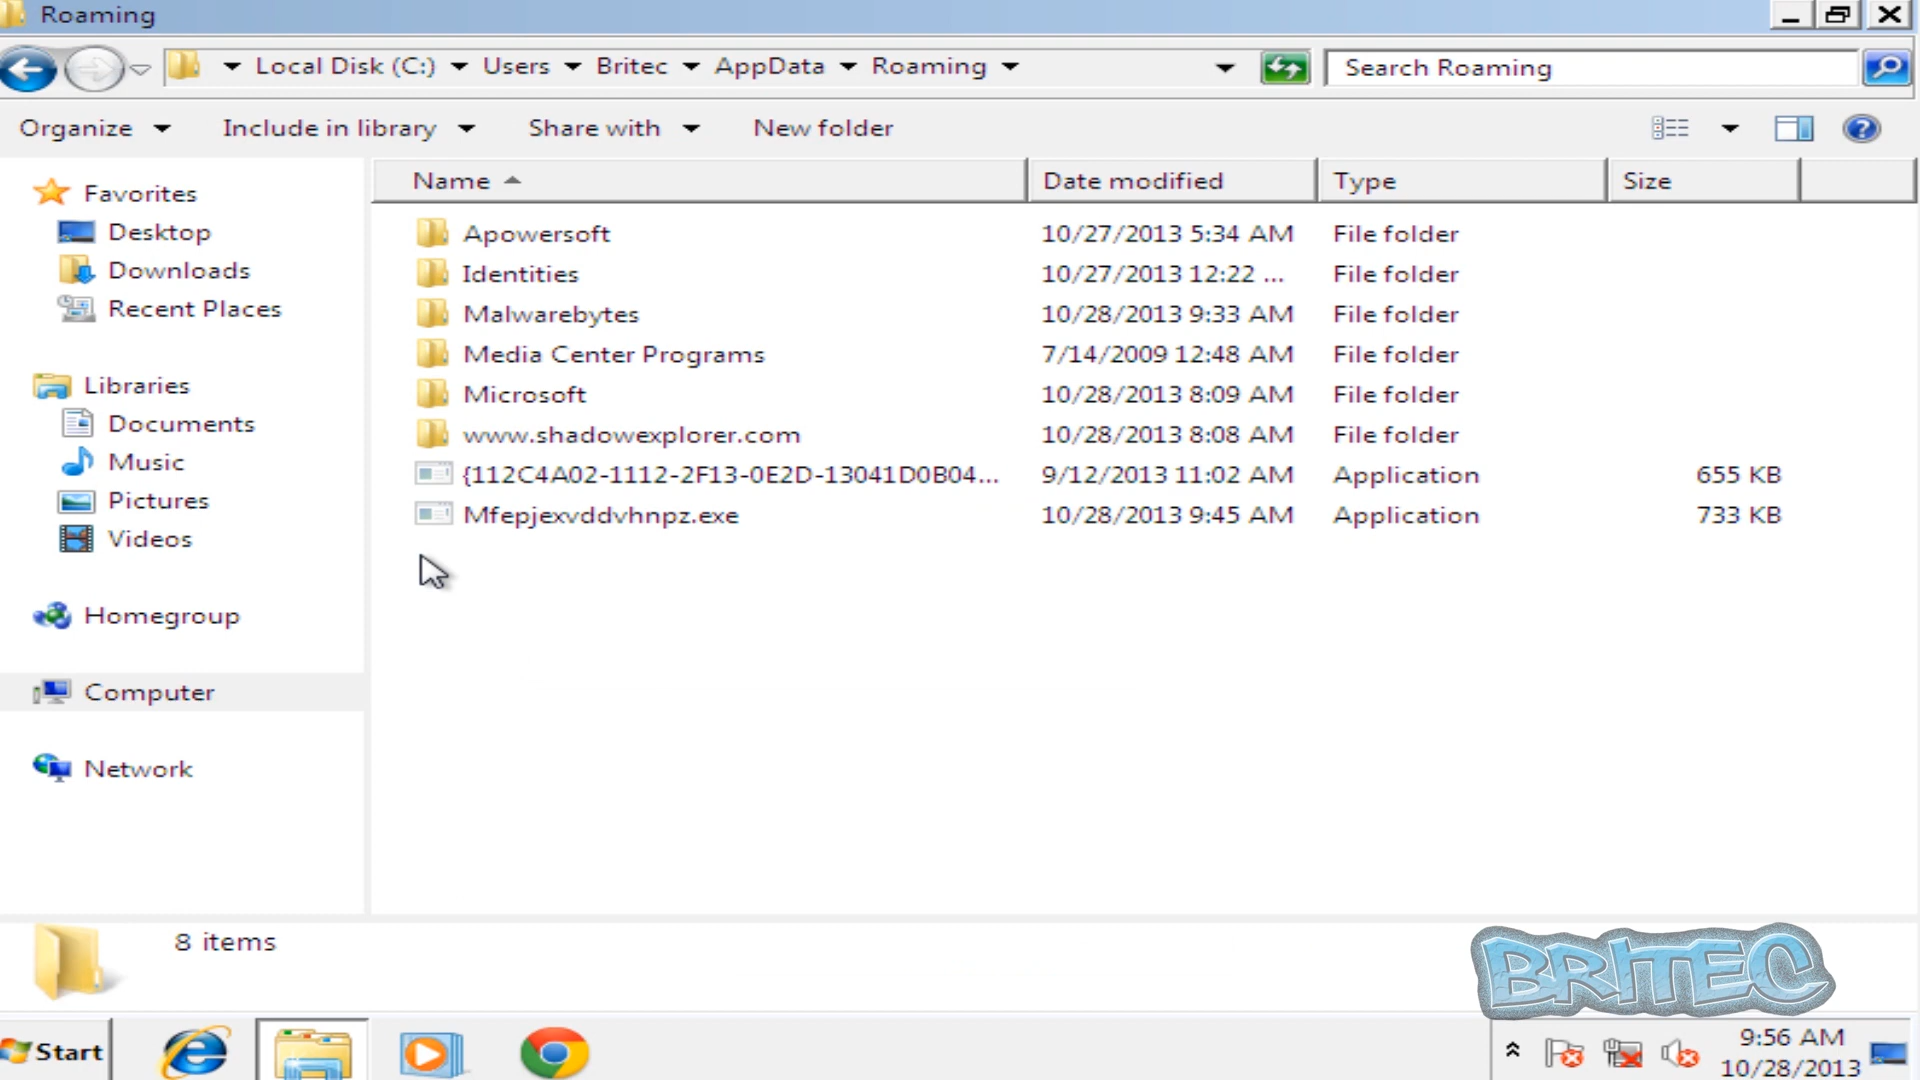 Roaming
Local Disk (C:) Users Britec AppData Roaming Search Roaming
Organize Include in library Share with New folder
Name Date modified Type Size
Favorites
Desktop
Downloads
Recent Places
Libraries
Documents
Music
Pictures
Videos
Homegroup
Computer
Network
Apowersoft 10/27/2013 5:34 AM File folder
Identities 10/27/2013 12:22 ... File folder
Malwarebytes 10/28/2013 9:33 AM File folder
Media Center Programs 7/14/2009 12:48 AM File folder
Microsoft 10/28/2013 8:09 AM File folder
www.shadowexplorer.com 10/28/2013 8:08 AM File folder
{112C4A02-1112-2F13-0E2D-13041D0B04... 9/12/2013 11:02 AM Application 655 KB
Mfepjexvddvhnpz.exe 10/28/2013 9:45 AM Application 733 KB
8 items
BRITEC
Start
9:56 AM
10/28/2013